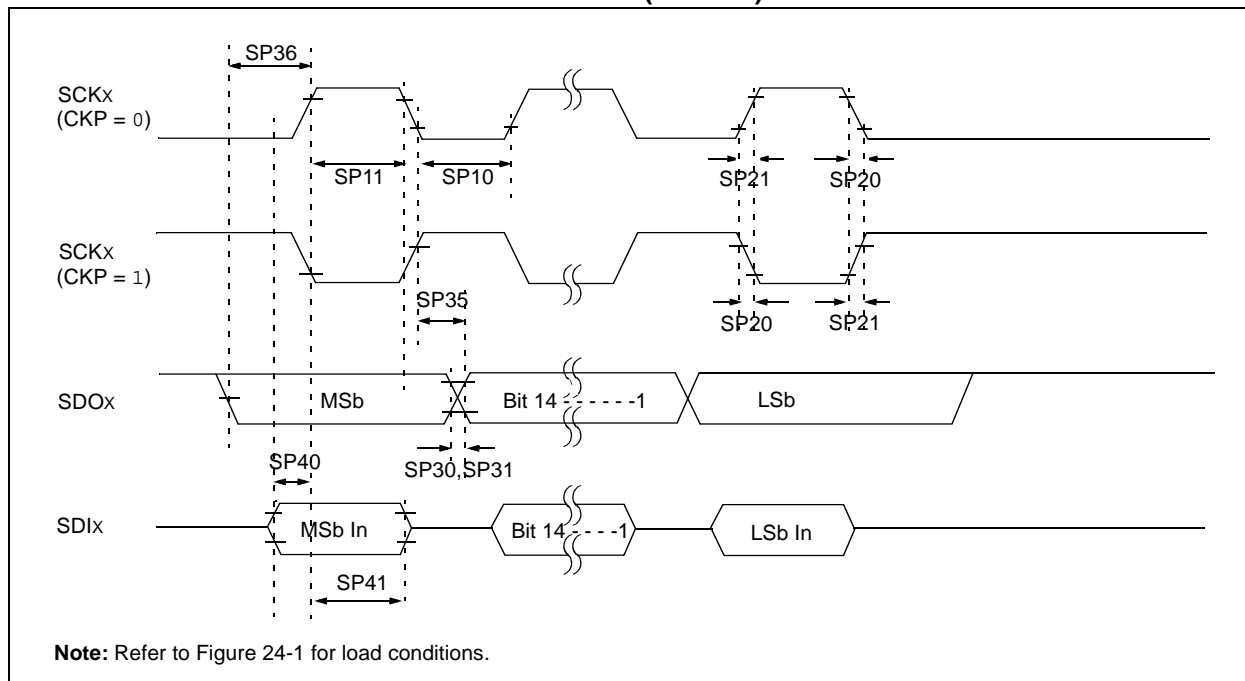 SP36
SCKX
(CKP = 0)
SP11
SP10
SP21
SP20
SCKX
(CKP = 1)
SP35
SP20
SP21
SDOX
MSb
Bit 14 - - - - - -1
LSb
SP40
SP30,SP31
SDIX
MSb In
Bit 14 - - - -1
LSb In
SP41
Note: Refer to Figure 24-1 for load conditions.